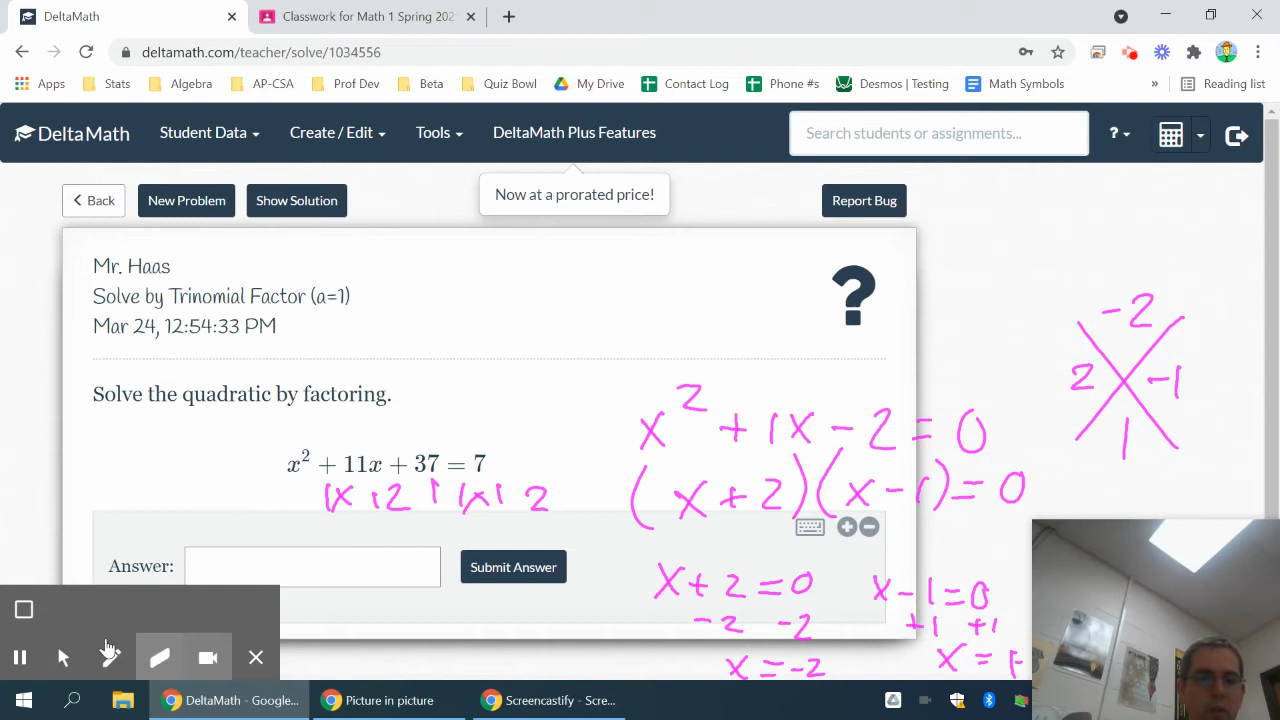 DeltaMath
Classwork for Math 1 Spring 202
deltamath.com/teacher/solve/1034556
Apps Stats Algebra AP-CSA Prof Dev Beta Quiz Bowl My Drive Contact Log Phone #s Desmos | Testing Math Symbols » Reading list
DeltaMath Student Data Create / Edit Tools DeltaMath Plus Features Search students or assignments... ?
Now at a prorated price!
< Back New Problem Show Solution Report Bug
Mr. Haas
Solve by Trinomial Factor (a=1)
Mar 24, 12:54:33 PM
?
Solve the quadratic by factoring.
x² + 11x + 37 = 7
Answer: Submit Answer
x² + 1x - 2 = 0
(x + 2)(x - 1) = 0
x + 2 = 0
-2 -2
x = -2
x - 1 = 0
+1 +1
x = 1
-2
2 -1
1
DeltaMath - Google... Picture in picture Screencastify - Scre...